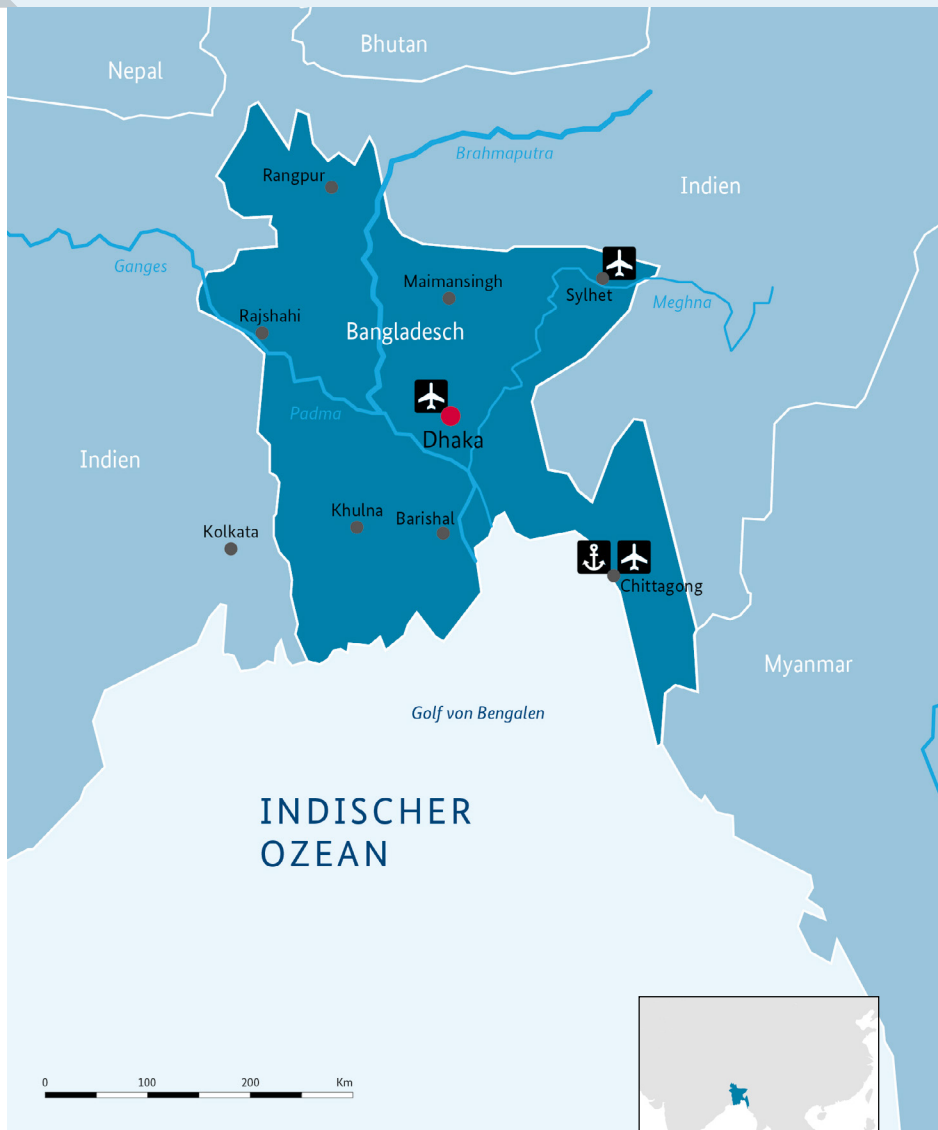 Bhutan
Nepal
Brahmaputra
Rangpur
Indien
Ganges
Maimansingh
Sylhet
Meghna
Rajshahi
Bangladesch
Padma
Dhaka
Indien
Khulna
Barishal
Kolkata
Chittagong
Myanmar
Golf von Bengalen
INDISCHER
OZEAN
0 100 200 Km